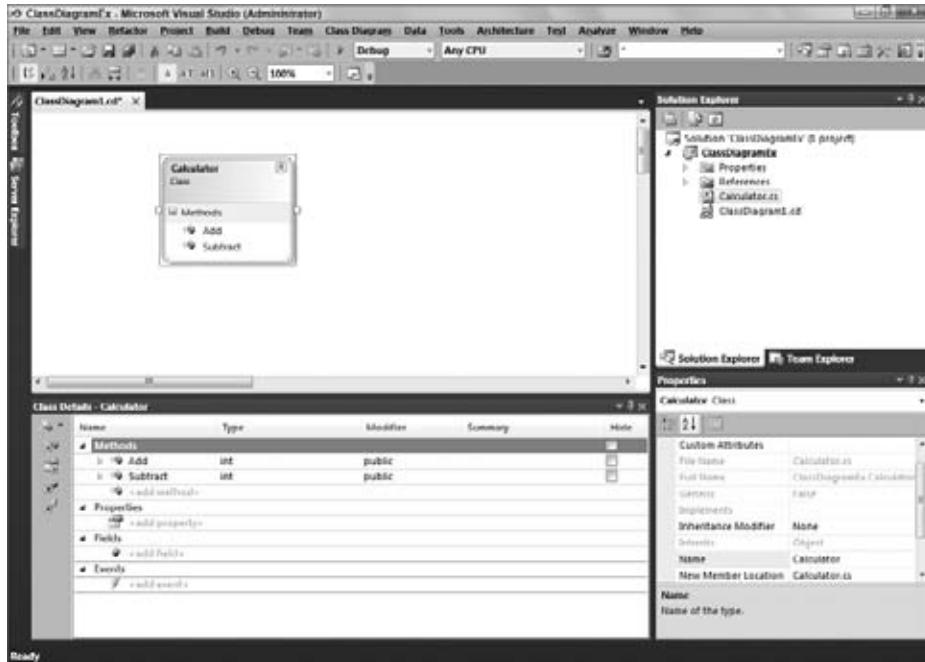 ClassDiagramEx - Microsoft Visual Studio (Administrator)
File Edit View Refactor Project Build Debug Team Class Diagram Data Tools Architecture Test Analyze Window Help
Debug Any CPU
100%
ClassDiagram1.cd* X
Toolbox
Server Explorer
Calculator
Class
Methods
Add
Subtract
Solution Explorer
Solution 'ClassDiagramEx' (1 project)
ClassDiagramEx
Properties
References
Calculator.cs
ClassDiagram1.cd
Solution Explorer Team Explorer
Class Details - Calculator
Name Type Modifier Summary Hide
Methods
Add int public
Subtract int public
<add method>
Properties
<add property>
Fields
<add field>
Events
<add event>
Properties
Calculator Class
Custom Attributes
File Name Calculator.cs
Full Name ClassDiagramEx.Calculator
Generic False
Implements
Inheritance Modifier None
Inherits Object
Name Calculator
New Member Location Calculator.cs
Name
Name of the type.
Ready